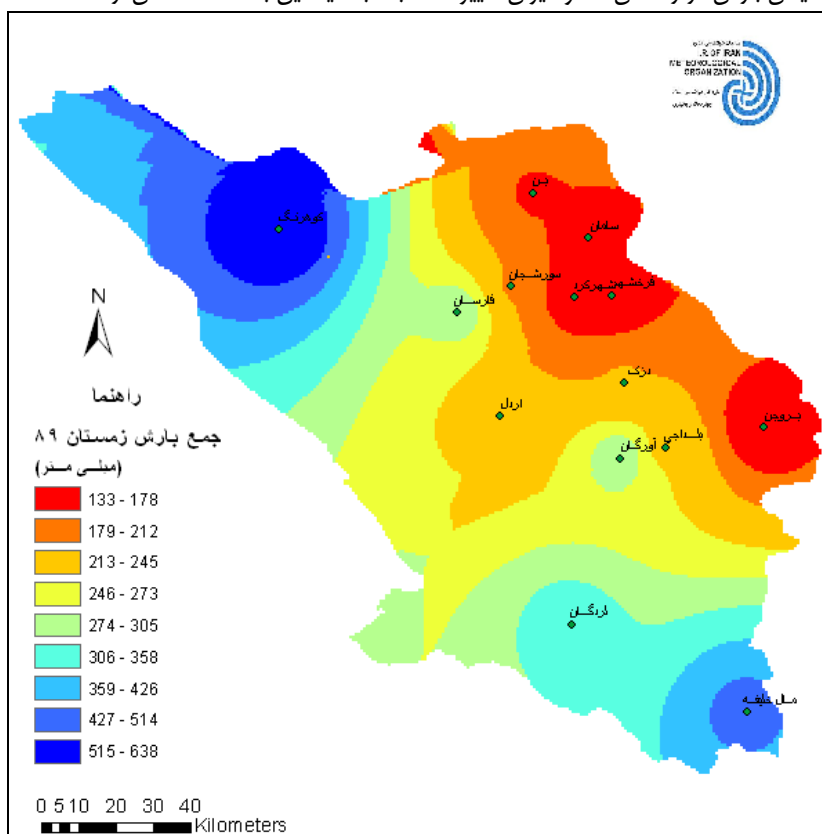 I.R. OF IRAN
METEOROLOGICAL
ORGANIZATION
بن
سامان
کوهرنگ
سورشجان
فرخشهر
شهرکرد
فارسان
دزک
اردل
بروجن
بلداجی
آورگان
لردگان
مال خلیفه
N
راهنما
جمع بارش زمستان ۸۹
(میلی متر)
133 - 178
179 - 212
213 - 245
246 - 273
274 - 305
306 - 358
359 - 426
427 - 514
515 - 638
0 5 10 20 30 40
Kilometers